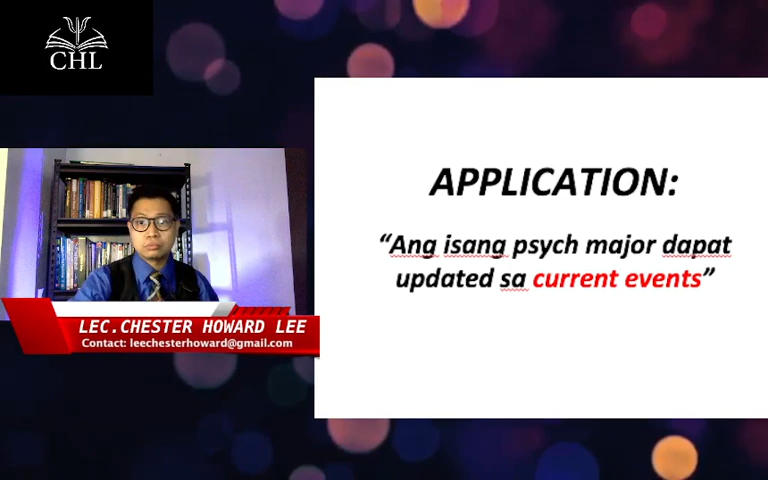 CHL
APPLICATION:
“Ang isang psych major dapat
updated sa current events”
LEC.CHESTER HOWARD LEE
Contact: leechesterhoward@gmail.com